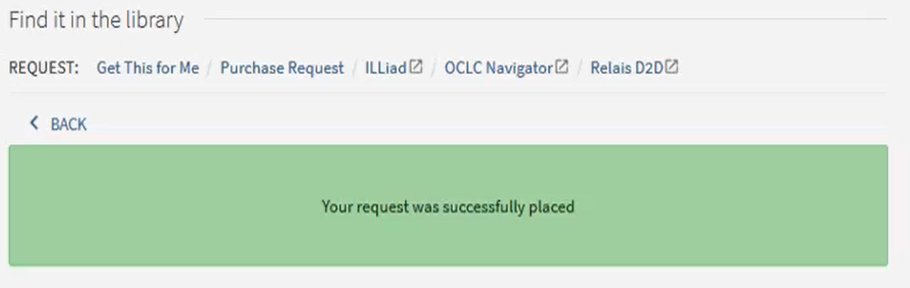 Find it in the library
REQUEST: Get This for Me / Purchase Request / ILLiad / OCLC Navigator / Relais D2D
BACK
Your request was successfully placed